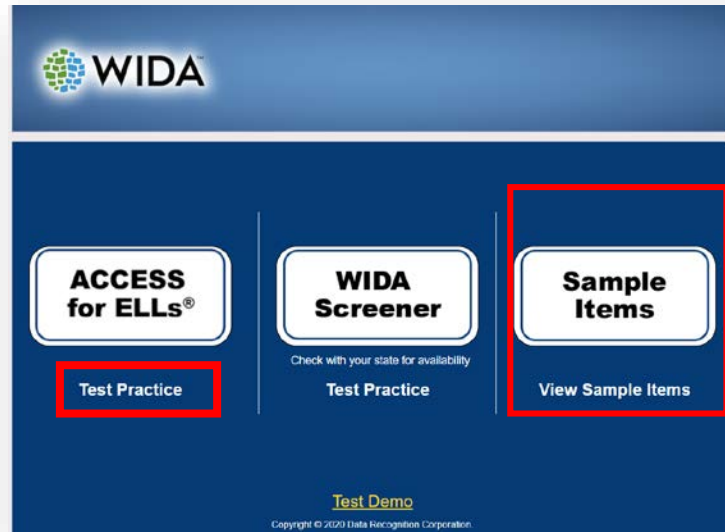 WIDA™
ACCESS
for ELLs®
Test Practice
WIDA
Screener
Check with your state for availability
Test Practice
Sample
Items
View Sample Items
Test Demo
Copyright © 2020 Data Recognition Corporation.